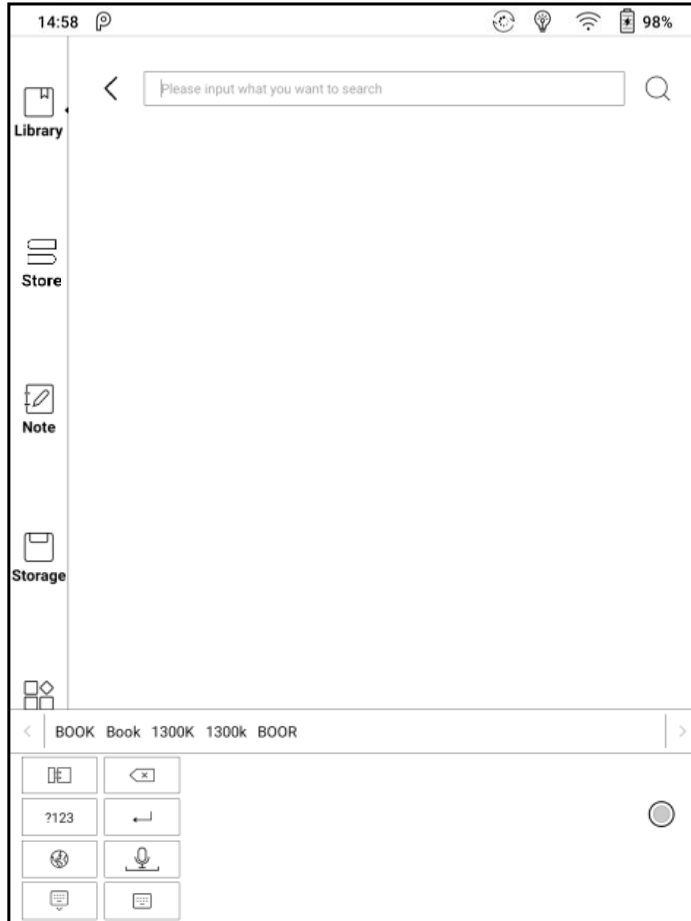 14:58 98%
Please input what you want to search
Library
Store
Note
Storage
BOOK Book 1300K 1300k BOOR
?123